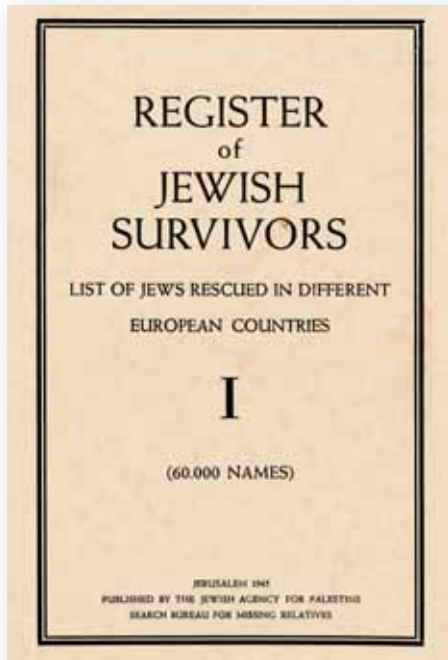 REGISTER
of
JEWISH
SURVIVORS
LIST OF JEWS RESCUED IN DIFFERENT
EUROPEAN COUNTRIES
I
(60.000 NAMES)
JERUSALEM 1945
PUBLISHED BY THE JEWISH AGENCY FOR PALESTINE
SEARCH BUREAU FOR MISSING RELATIVES